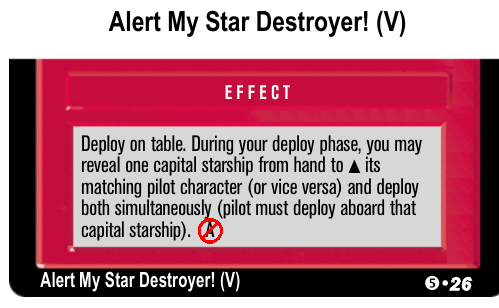 Alert My Star Destroyer! (V)
EFFECT
Deploy on table. During your deploy phase, you may
reveal one capital starship from hand to ▲ its
matching pilot character (or vice versa) and deploy
both simultaneously (pilot must deploy aboard that
capital starship). A
Alert My Star Destroyer! (V)
5•26